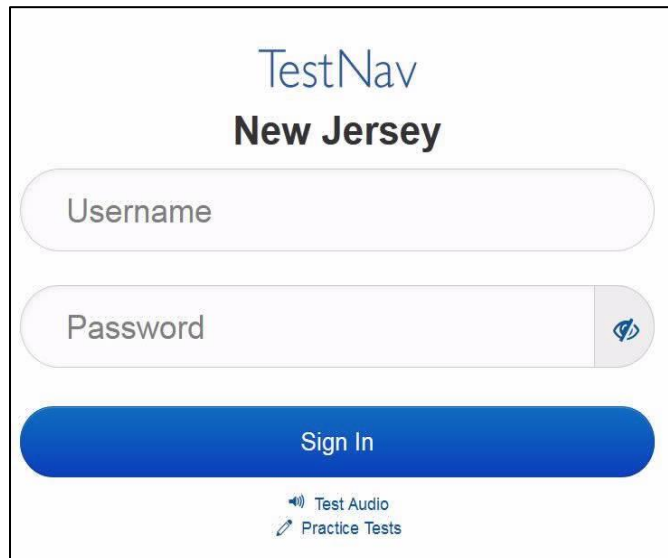 TestNav
New Jersey
Username
Password
Sign In
Test Audio
Practice Tests